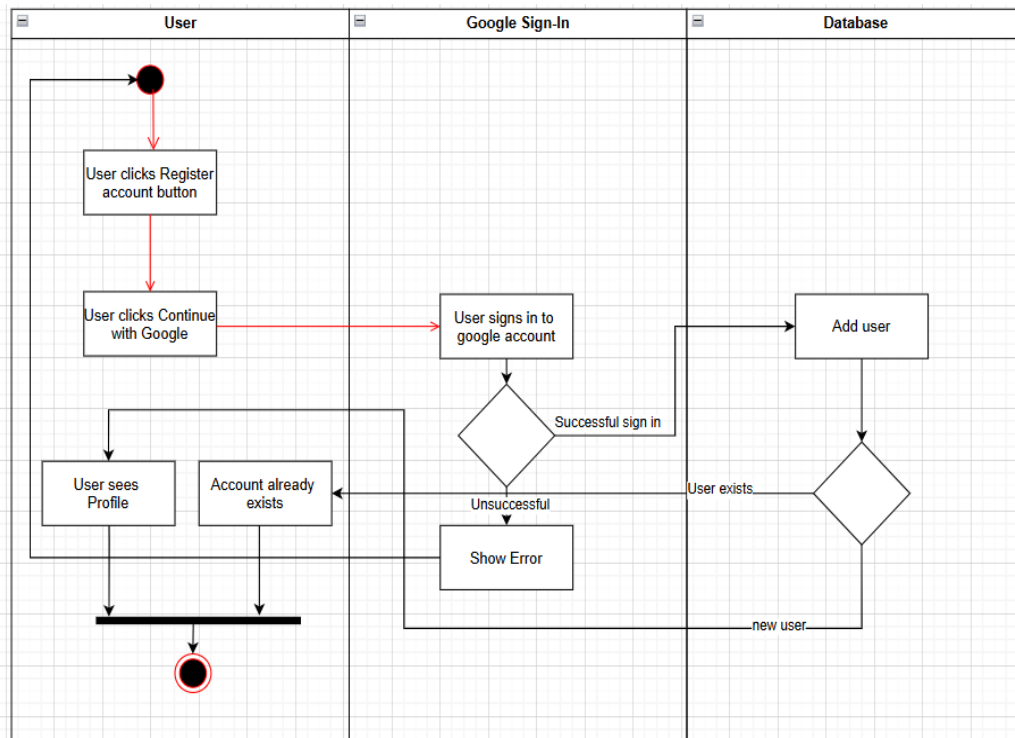 User
Google Sign-In
Database
User clicks Register
account button
User clicks Continue
with Google
User signs in to
google account
Add user
Successful sign in
User sees
Profile
Account already
exists
User exists
Unsuccessful
Show Error
new user